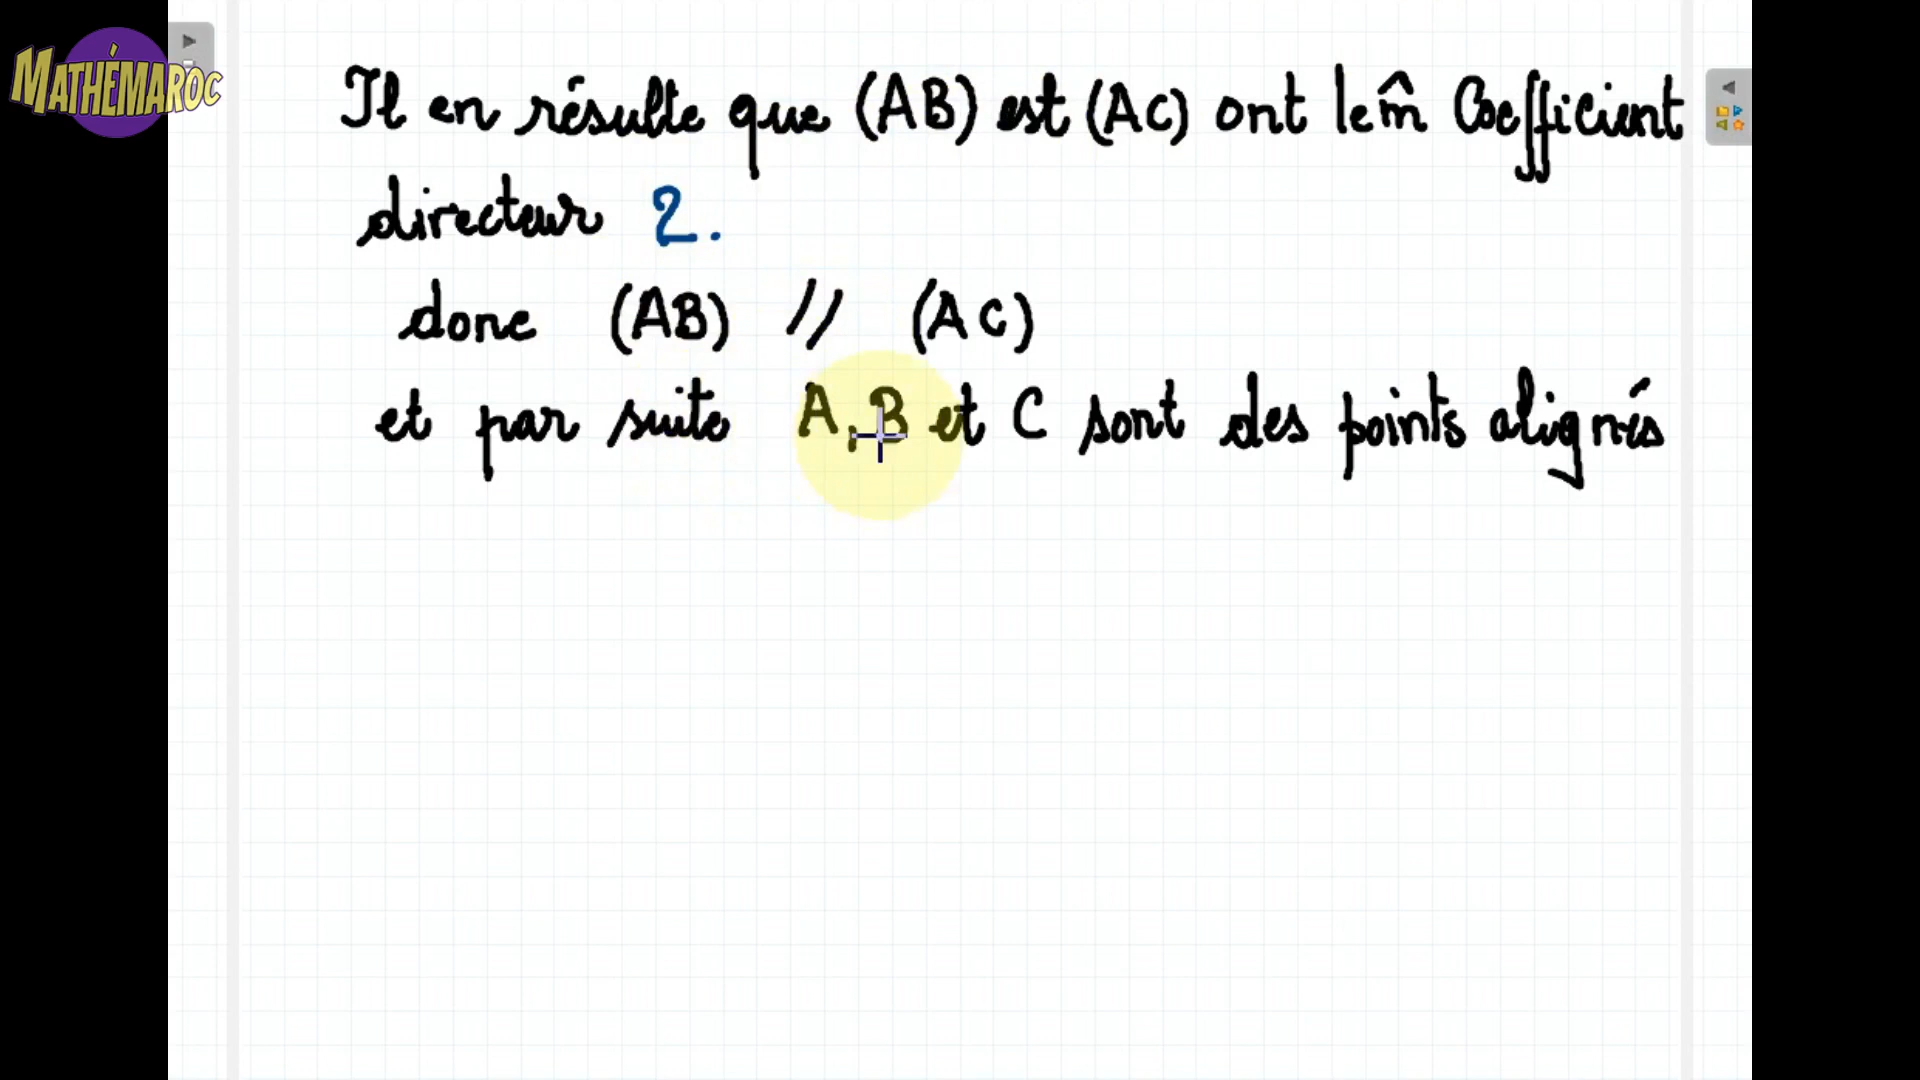 MATHÉMAROC
Il en résulte que (AB) est (AC) ont le m̂ Coefficient
directeur 2.
donc (AB) // (AC)
et par suite A, B et C sont des points alignés